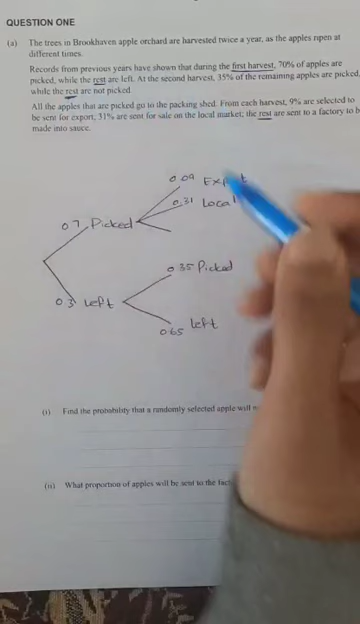 QUESTION ONE
(a) The trees in Brookhaven apple orchard are harvested twice a year, as the apples ripen at
different times.
Records from previous years have shown that during the first harvest, 70% of apples are
picked, while the rest are left. At the second harvest, 35% of the remaining apples are picked,
while the rest are not picked.
All the apples that are picked go to the packing shed. From each harvest, 9% are selected to
be sent for export; 31% are sent for sale on the local market; the rest are sent to a factory to b
made into sauce.
0.09 Exp t
0.31 Local
0.7 Picked
0.35 Picked
0.3 Left
0.65 Left
(i) Find the probability that a randomly selected apple will
(ii) What proportion of apples will be sent to the fact